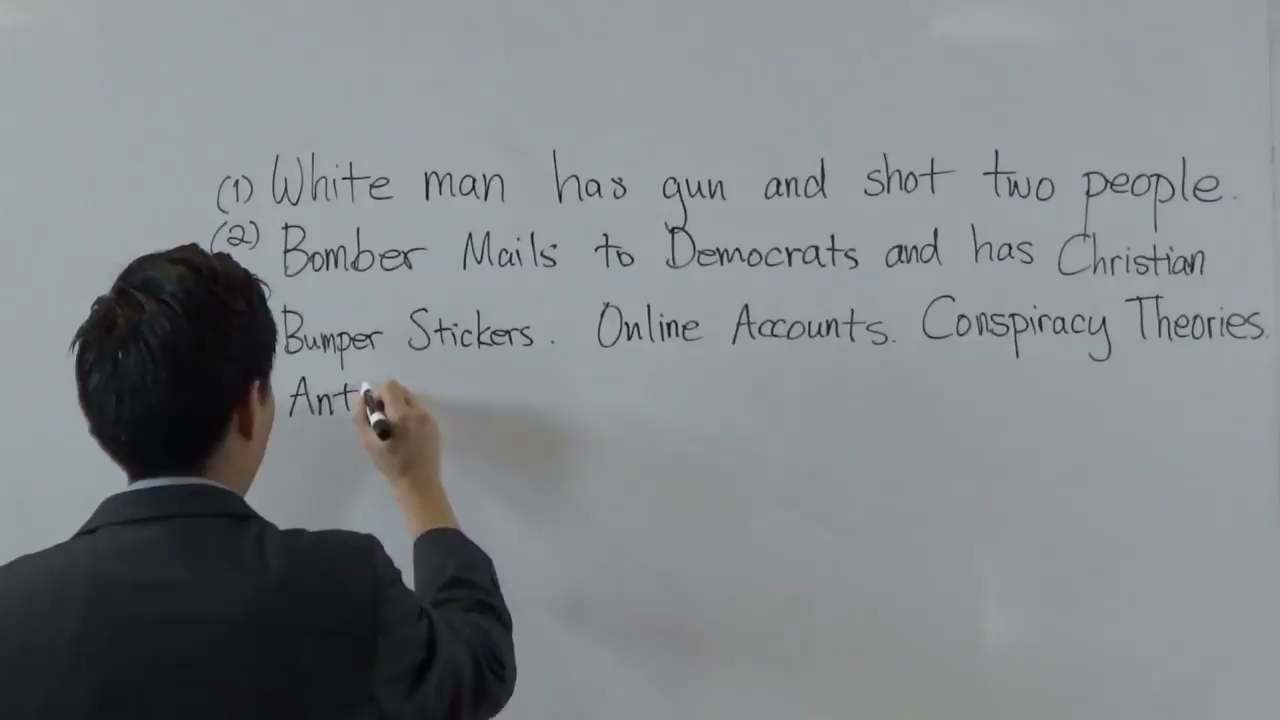 (1) White man has gun and shot two people.
(2) Bomber Mails to Democrats and has Christian
Bumper Stickers. Online Accounts. Conspiracy Theories.
Ant